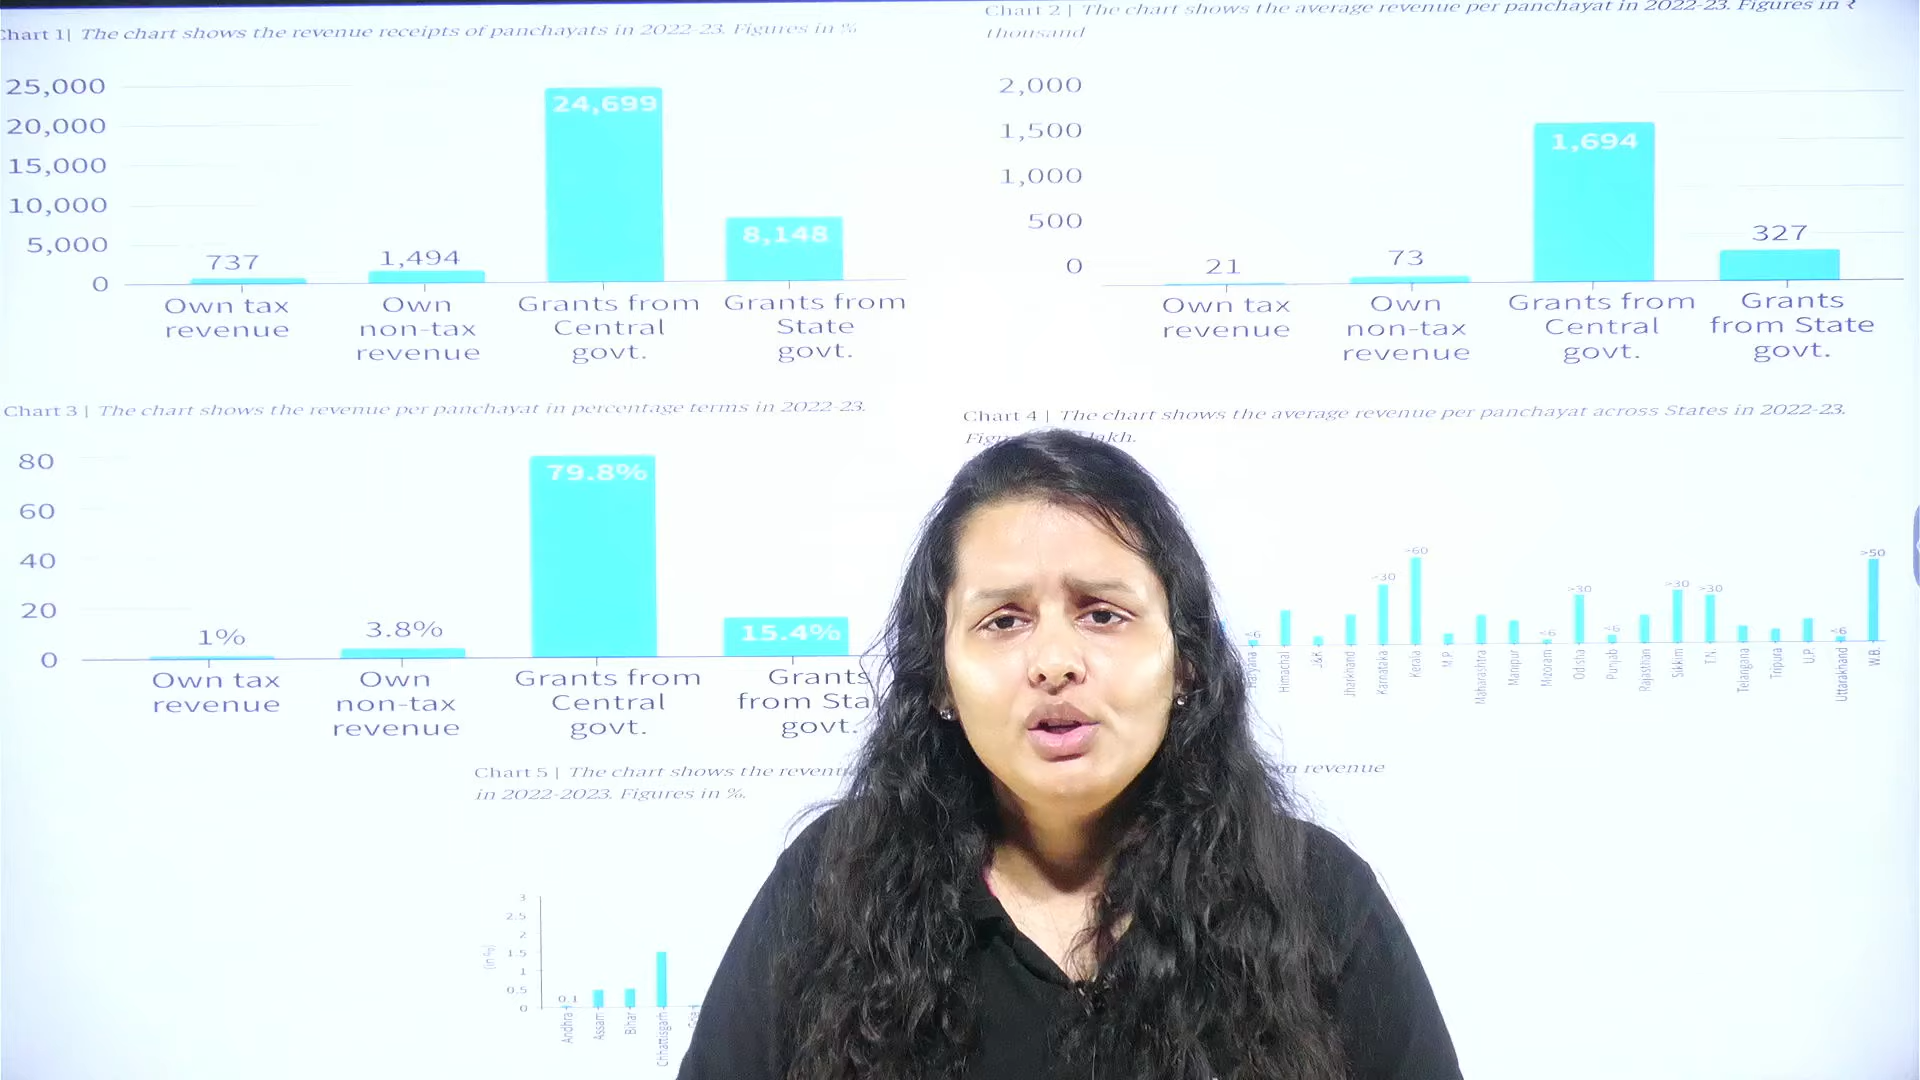 Chart 1| The chart shows the revenue receipts of panchayats in 2022-23. Figures in %
25,000
20,000
15,000
10,000
5,000
0
737
1,494
24,699
8,148
Own tax
revenue
Own
non-tax
revenue
Grants from
Central
govt.
Grants from
State
govt.
Chart 2 | The chart shows the average revenue per panchayat in 2022-23. Figures in ₹
thousand
2,000
1,500
1,000
500
0
21
73
1,694
327
Own tax
revenue
Own
non-tax
revenue
Grants from
Central
govt.
Grants
from State
govt.
Chart 3 | The chart shows the revenue per panchayat in percentage terms in 2022-23.
80
60
40
20
0
1%
3.8%
79.8%
15.4%
Own tax
revenue
Own
non-tax
revenue
Grants from
Central
govt.
Grants
from Sta
govt.
Chart 4 | The chart shows the average revenue per panchayat across States in 2022-23.
lakh.
<6
>30
>60
<6
>30
<6
>30
>30
<6
>50
Haryana
Himachal
J&K
Jharkhand
Karnataka
Kerala
M.P.
Maharashtra
Manipur
Mizoram
Odisha
Punjab
Rajasthan
Sikkim
T.N.
Telangana
Tripura
U.P.
Uttarakhand
W.B.
Chart 5 | The chart shows the revenu
n revenue
in 2022-2023. Figures in %.
(in %)
3
2.5
2
1.5
1
0.5
0
0.1
Andhra
Assam
Bihar
Chhattisgarh
Goa